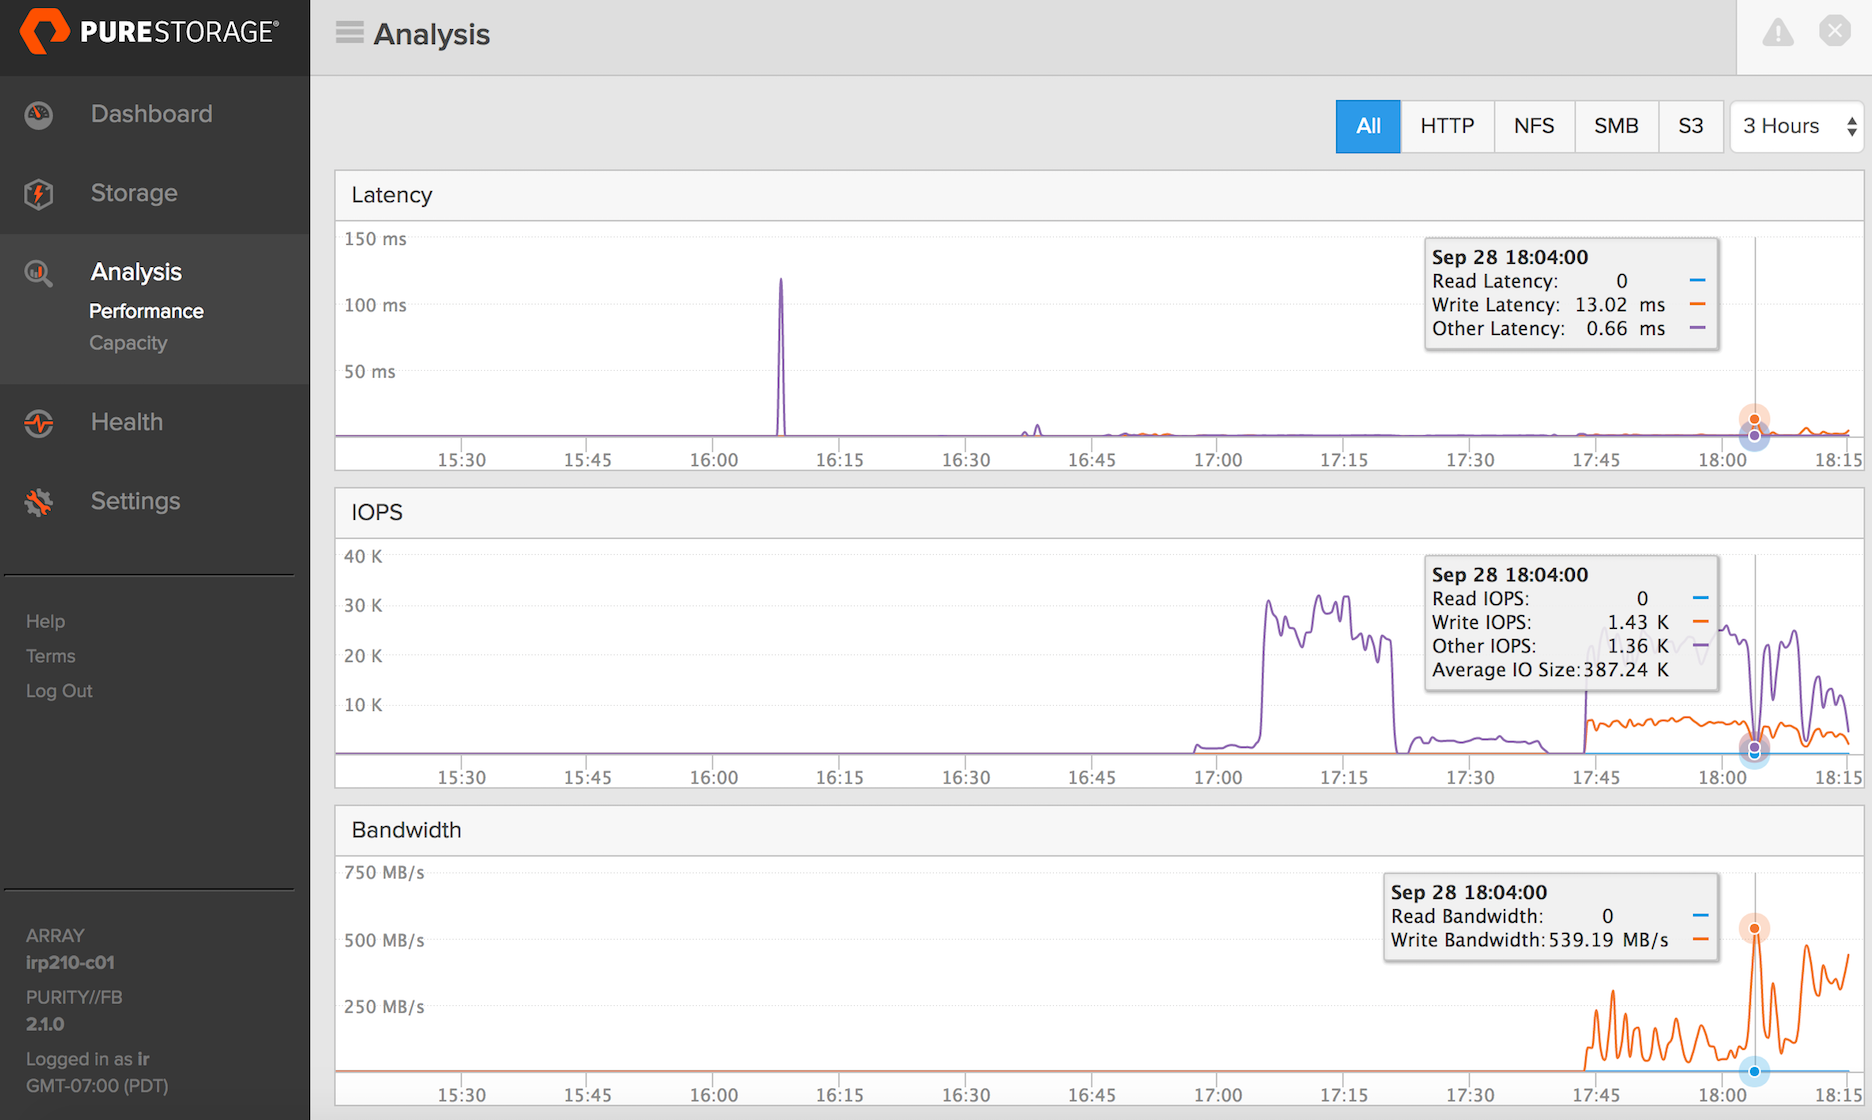 PURESTORAGE®
Analysis
Dashboard
Storage
Analysis
Performance
Capacity
Health
Settings
Help
Terms
Log Out
ARRAY
irp210-c01
PURITY//FB
2.1.0
Logged in as ir
GMT-07:00 (PDT)
All HTTP NFS SMB S3 3 Hours
Latency
150 ms
100 ms
50 ms
Sep 28 18:04:00
Read Latency: 0
Write Latency: 13.02 ms
Other Latency: 0.66 ms
15:30 15:45 16:00 16:15 16:30 16:45 17:00 17:15 17:30 17:45 18:00 18:15
IOPS
40 K
30 K
20 K
10 K
Sep 28 18:04:00
Read IOPS: 0
Write IOPS: 1.43 K
Other IOPS: 1.36 K
Average IO Size:387.24 K
15:30 15:45 16:00 16:15 16:30 16:45 17:00 17:15 17:30 17:45 18:00 18:15
Bandwidth
750 MB/s
500 MB/s
250 MB/s
Sep 28 18:04:00
Read Bandwidth: 0
Write Bandwidth:539.19 MB/s
15:30 15:45 16:00 16:15 16:30 16:45 17:00 17:15 17:30 17:45 18:00 18:15